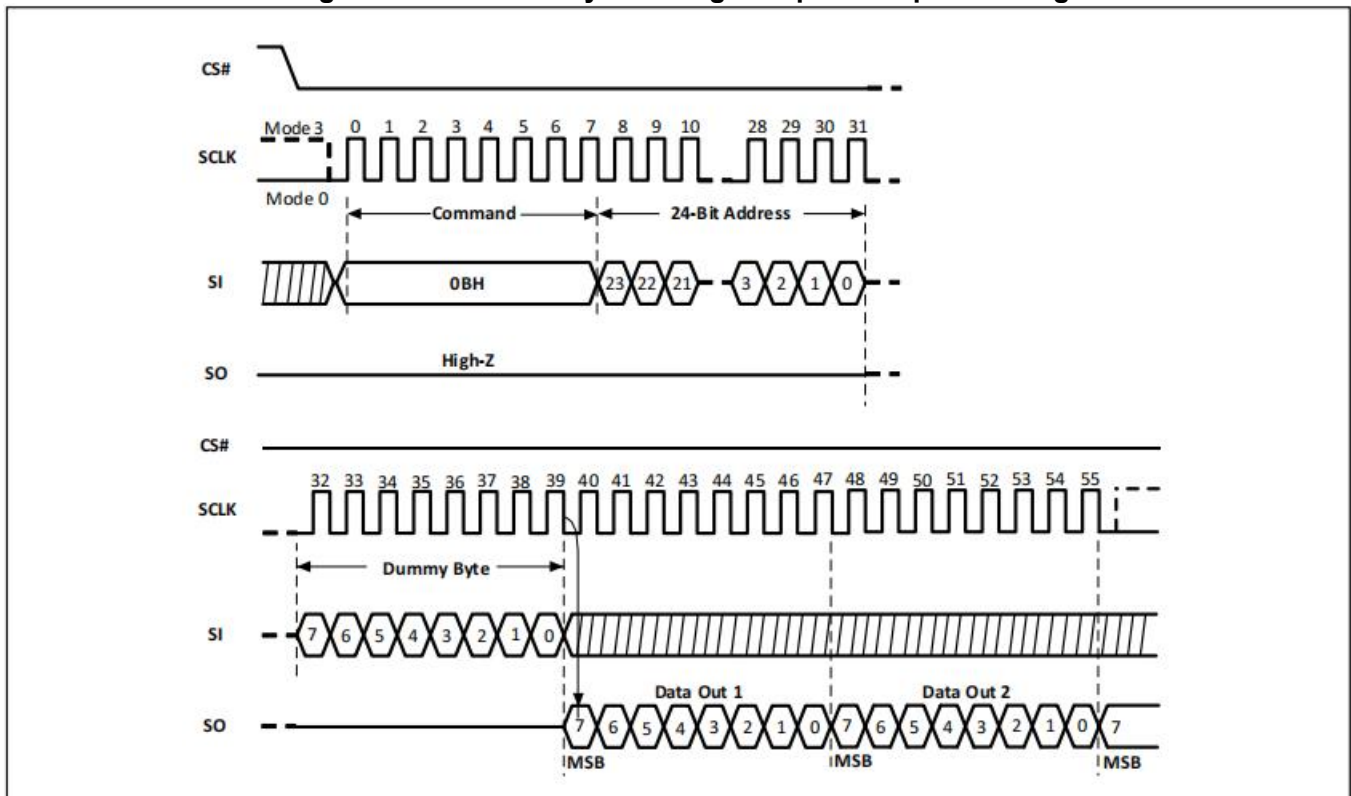 CS#
Mode 3 0 1 2 3 4 5 6 7 8 9 10 28 29 30 31
SCLK
Mode 0
Command 24-Bit Address
SI 0BH 23 22 21 3 2 1 0
High-Z
SO
CS#
32 33 34 35 36 37 38 39 40 41 42 43 44 45 46 47 48 49 50 51 52 53 54 55
SCLK
Dummy Byte
SI 7 6 5 4 3 2 1 0
Data Out 1 Data Out 2
SO 7 6 5 4 3 2 1 0 7 6 5 4 3 2 1 0 7
MSB MSB MSB